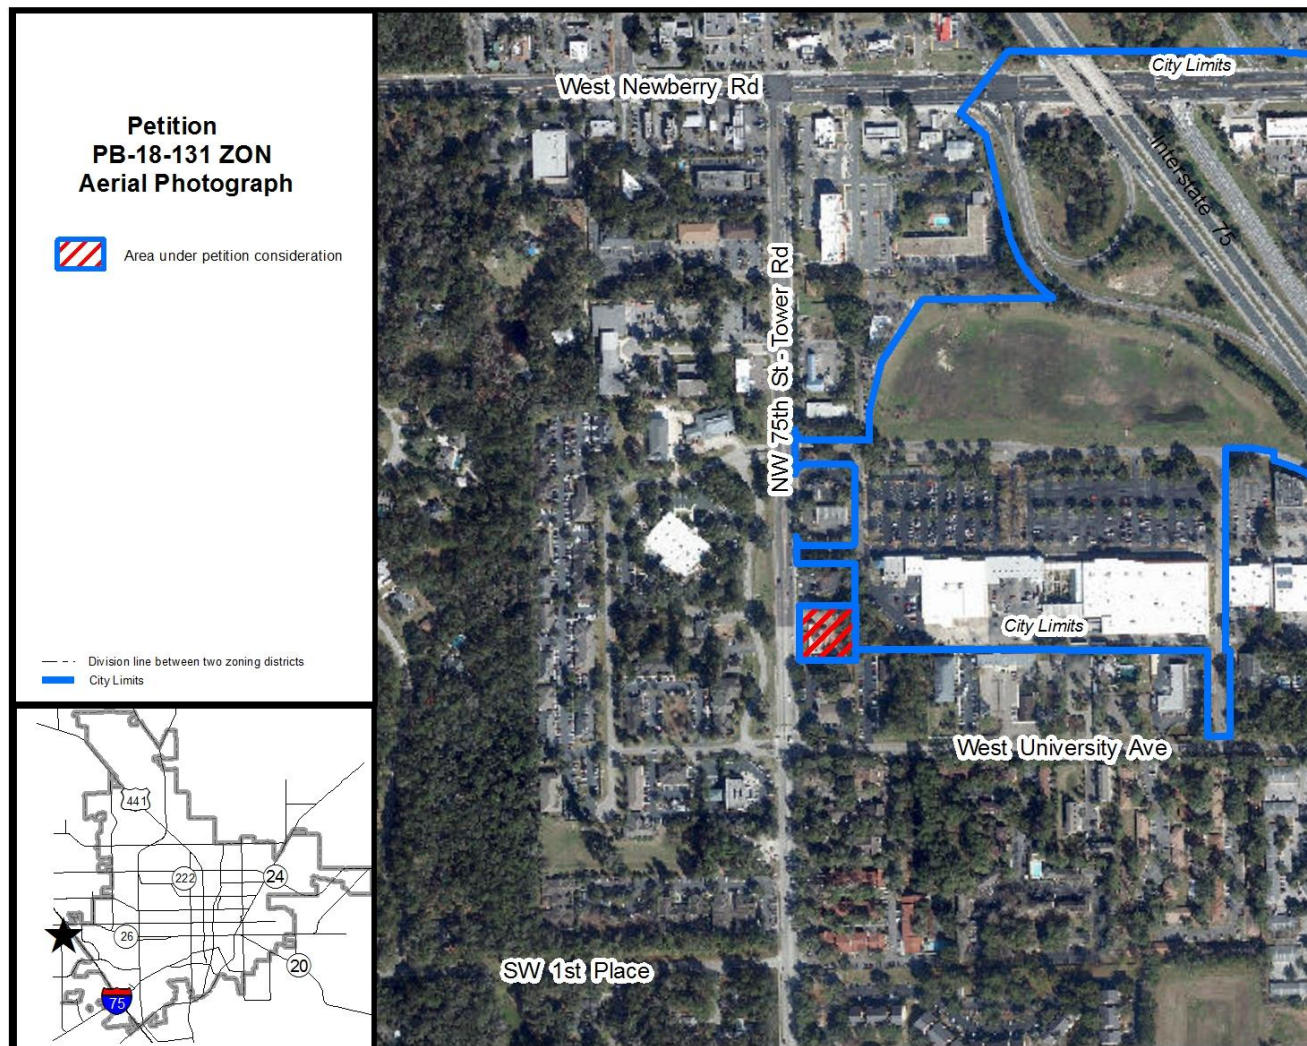 Petition
PB-18-131 ZON
Aerial Photograph
Area under petition consideration
Division line between two zoning districts
City Limits
441
222
24
26
20
75
West Newberry Rd
City Limits
Interstate 75
NW 75th St - Tower Rd
City Limits
West University Ave
SW 1st Place